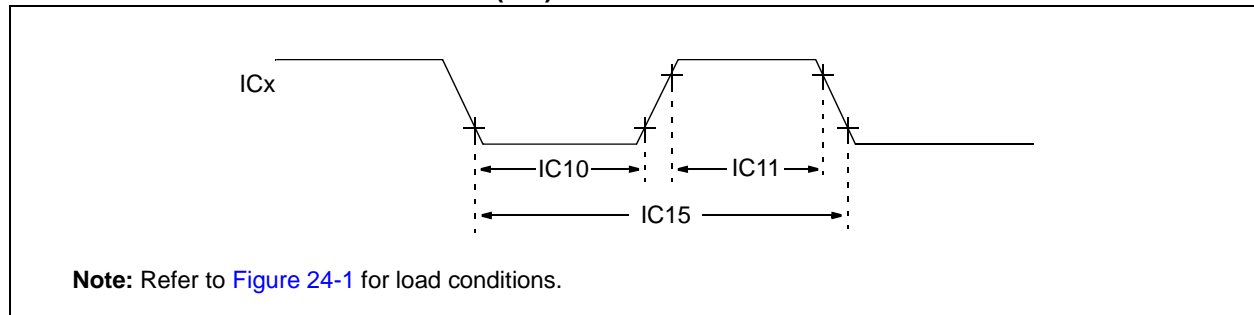 ICx
IC10
IC11
IC15
Note: Refer to Figure 24-1 for load conditions.